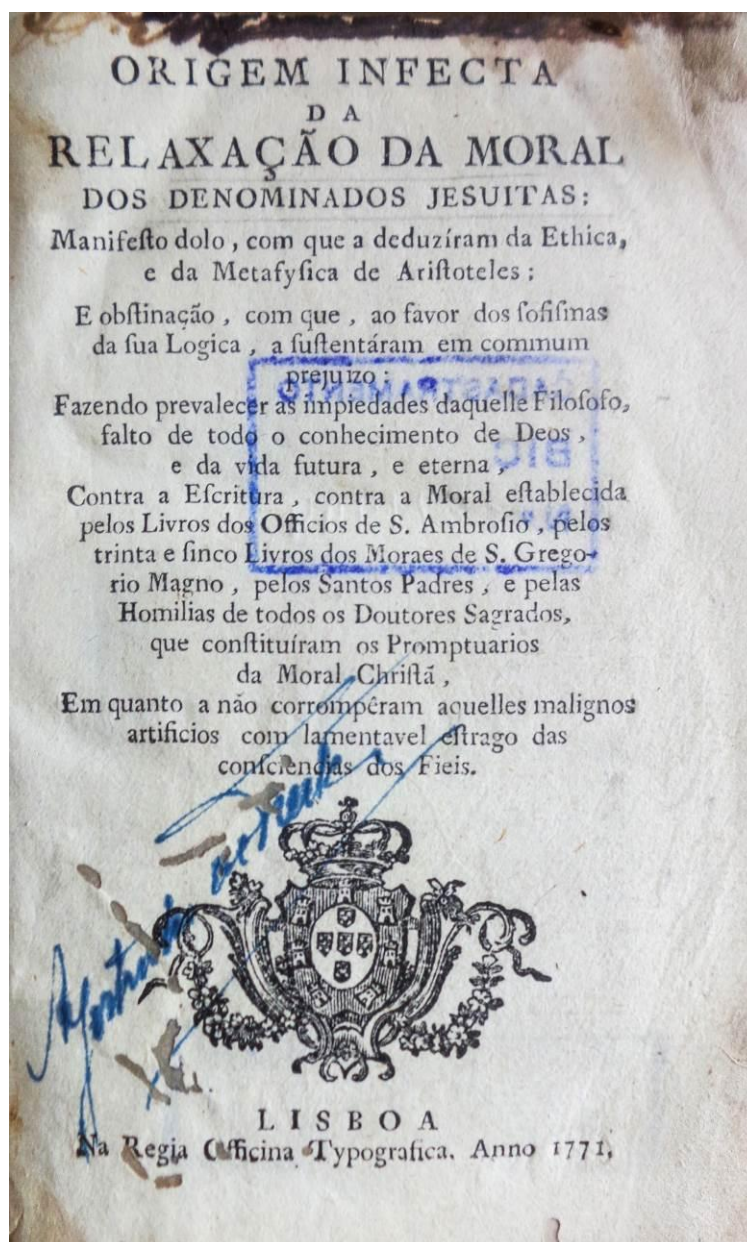 ORIGEM INFECTA
DA
RELAXAÇÃO DA MORAL
DOS DENOMINADOS JESUITAS:
Manifeſto dolo, com que a deduzíram da Ethica,
e da Metafyſica de Ariſtoteles:
E obſtinação, com que, ao favor dos ſofiſmas
da ſua Logica, a ſuſtentáram em commum
prejuizo:
Fazendo prevalecer as impiedades daquelle Filoſofo,
falto de todo o conhecimento de Deos,
e da vida futura, e eterna,
Contra a Eſcritura, contra a Moral eſtablecida
pelos Livros dos Officios de S. Ambroſio, pelos
trinta e ſinco Livros dos Moraes de S. Grego-
rio Magno, pelos Santos Padres, e pelas
Homilias de todos os Doutores Sagrados,
que conſtituíram os Promptuarios
da Moral Chriſtã,
Em quanto a não corrompêram aquelles malignos
artificios com lamentavel eſtrago das
conſciencias dos Fieis.
LISBOA
Na Regia Officina Typografica. Anno 1771.